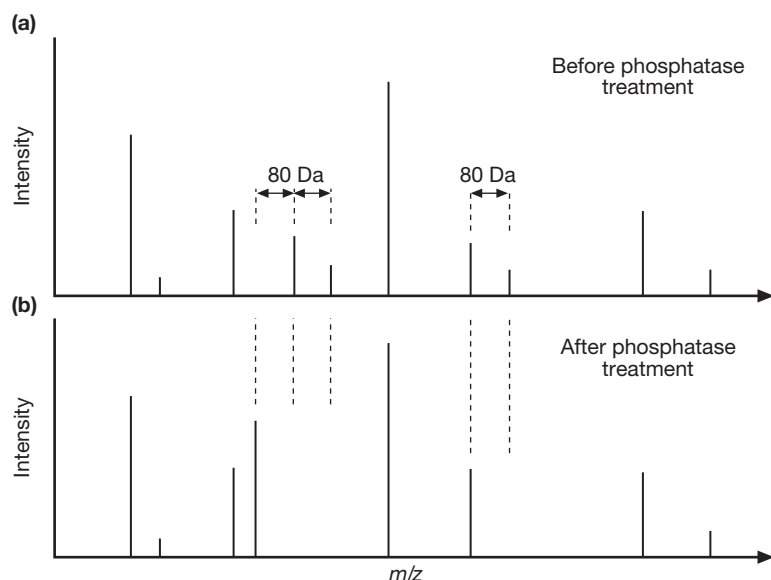 (a)
Before phosphatase
treatment
Intensity
80 Da
80 Da
(b)
After phosphatase
treatment
Intensity
m/z